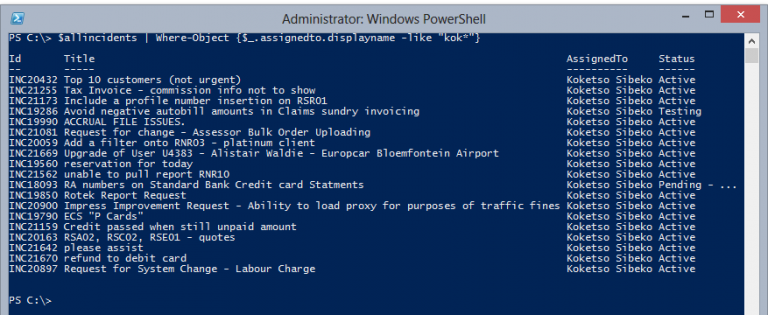 Administrator: Windows PowerShell
PS C:\> $allincidents | Where-Object {$_.assignedto.displayname -like "kok*"}
Id Title AssignedTo Status
-- ----- ---------- ------
INC20432 Top 10 customers (not urgent) Koketso Sibeko Active
INC21255 Tax Invoice - commission info not to show Koketso Sibeko Active
INC21173 Include a profile number insertion on RSR01 Koketso Sibeko Active
INC19286 Avoid negative autobill amounts in Claims sundry invoicing Koketso Sibeko Testing
INC19990 ACCRUAL FILE ISSUES. Koketso Sibeko Active
INC21081 Request for change - Assessor Bulk Order Uploading Koketso Sibeko Active
INC20059 Add a filter onto RNR03 - platinum client Koketso Sibeko Active
INC21669 Upgrade of User U4383 - Alistair Waldie - Europcar Bloemfontein Airport Koketso Sibeko Active
INC19560 reservation for today Koketso Sibeko Active
INC21562 unable to pull report RNR10 Koketso Sibeko Active
INC18093 RA numbers on Standard Bank Credit card Statments Koketso Sibeko Pending - ...
INC19850 Rotek Report Request Koketso Sibeko Active
INC20900 Impress Improvement Request - Ability to load proxy for purposes of traffic fines Koketso Sibeko Active
INC19790 ECS "P Cards" Koketso Sibeko Active
INC21159 Credit passed when still unpaid amount Koketso Sibeko Active
INC20163 RSA02, RSC02, RSE01 - quotes Koketso Sibeko Active
INC21642 please assist Koketso Sibeko Active
INC21670 refund to debit card Koketso Sibeko Active
INC20897 Request for System Change - Labour Charge Koketso Sibeko Active
PS C:\>